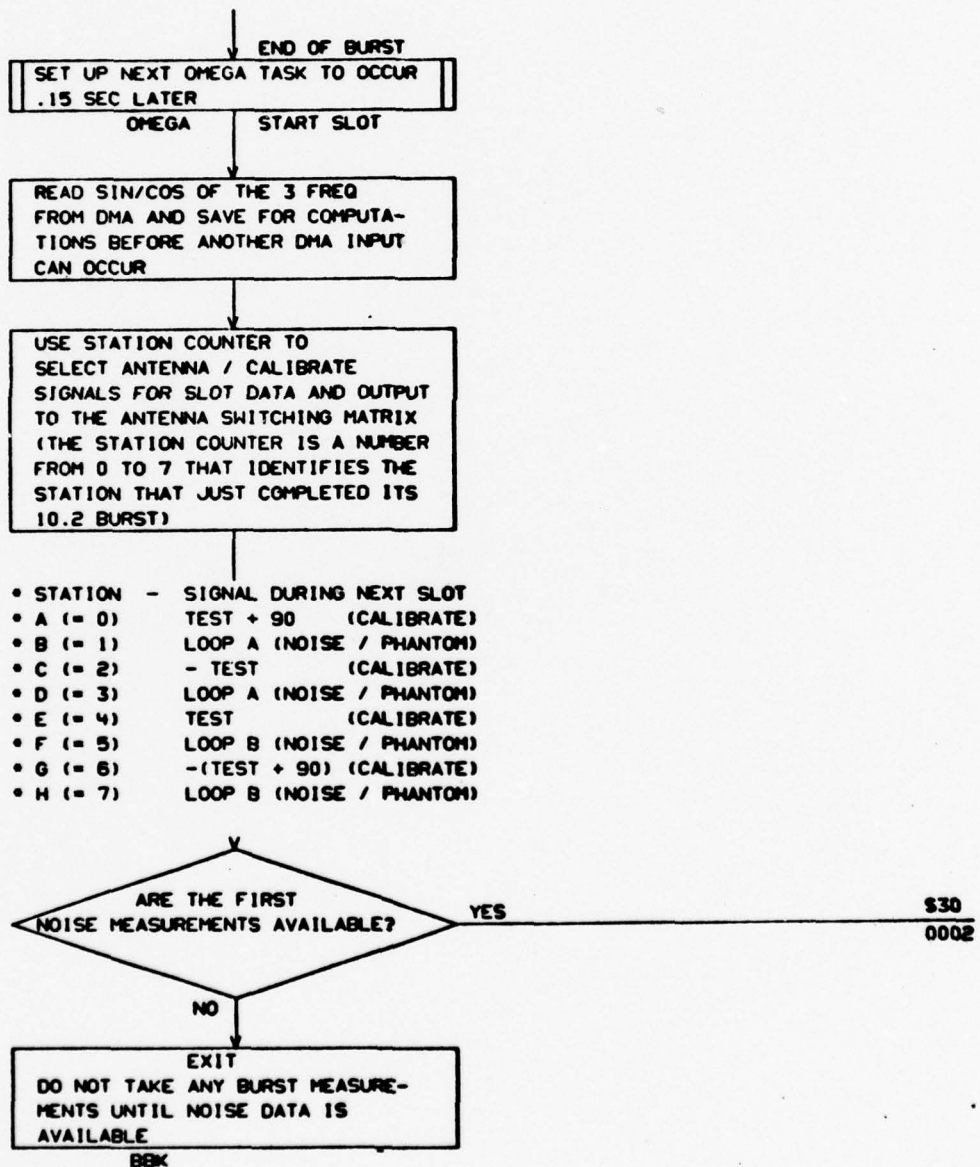 END OF BURST
SET UP NEXT OMEGA TASK TO OCCUR
.15 SEC LATER
OMEGA START SLOT
READ SIN/COS OF THE 3 FREQ
FROM DMA AND SAVE FOR COMPUTA-
TIONS BEFORE ANOTHER DMA INPUT
CAN OCCUR
USE STATION COUNTER TO
SELECT ANTENNA / CALIBRATE
SIGNALS FOR SLOT DATA AND OUTPUT
TO THE ANTENNA SWITCHING MATRIX
(THE STATION COUNTER IS A NUMBER
FROM 0 TO 7 THAT IDENTIFIES THE
STATION THAT JUST COMPLETED ITS
10.2 BURST)
* STATION - SIGNAL DURING NEXT SLOT
* A (= 0) TEST + 90 (CALIBRATE)
* B (= 1) LOOP A (NOISE / PHANTOM)
* C (= 2) - TEST (CALIBRATE)
* D (= 3) LOOP A (NOISE / PHANTOM)
* E (= 4) TEST (CALIBRATE)
* F (= 5) LOOP B (NOISE / PHANTOM)
* G (= 6) -(TEST + 90) (CALIBRATE)
* H (= 7) LOOP B (NOISE / PHANTOM)
ARE THE FIRST
NOISE MEASUREMENTS AVAILABLE?
YES
S30
0002
NO
EXIT
DO NOT TAKE ANY BURST MEASURE-
MENTS UNTIL NOISE DATA IS
AVAILABLE
BBK